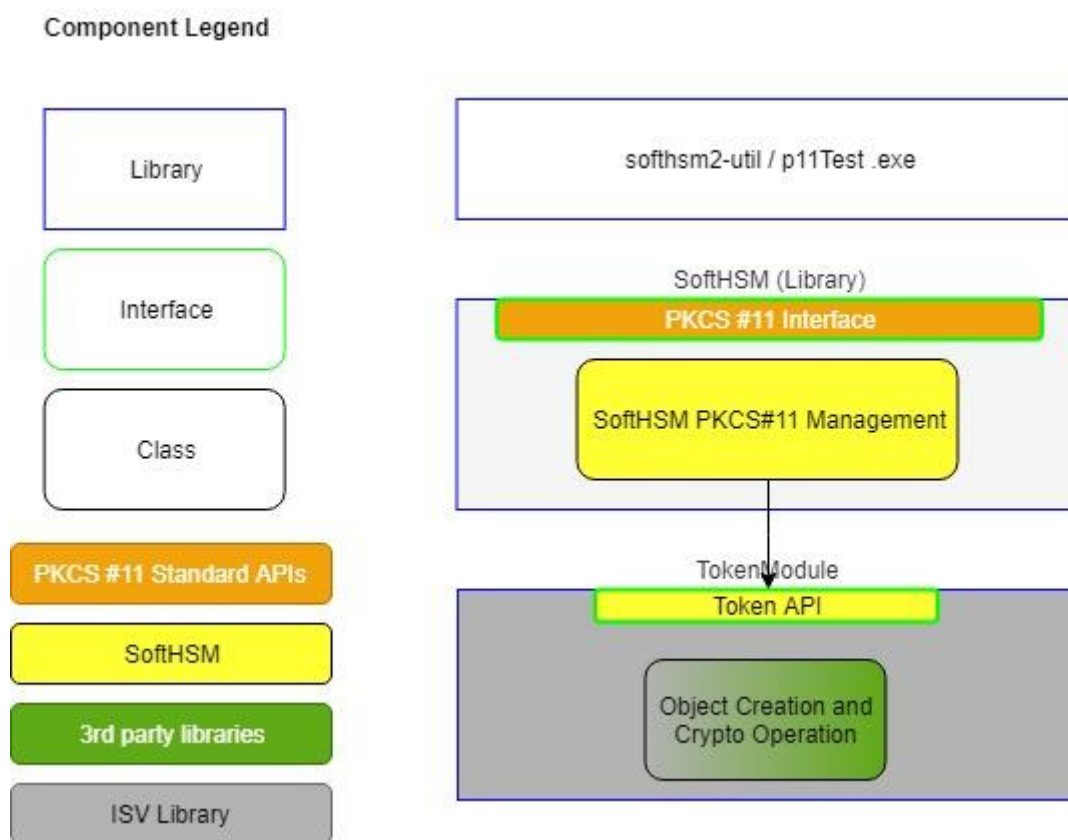 Component Legend
Library
Interface
Class
PKCS #11 Standard APIs
SoftHSM
3rd party libraries
ISV Library
softhsm2-util / p11Test .exe
SoftHSM (Library)
PKCS #11 Interface
SoftHSM PKCS#11 Management
TokenModule
Token API
Object Creation and
Crypto Operation